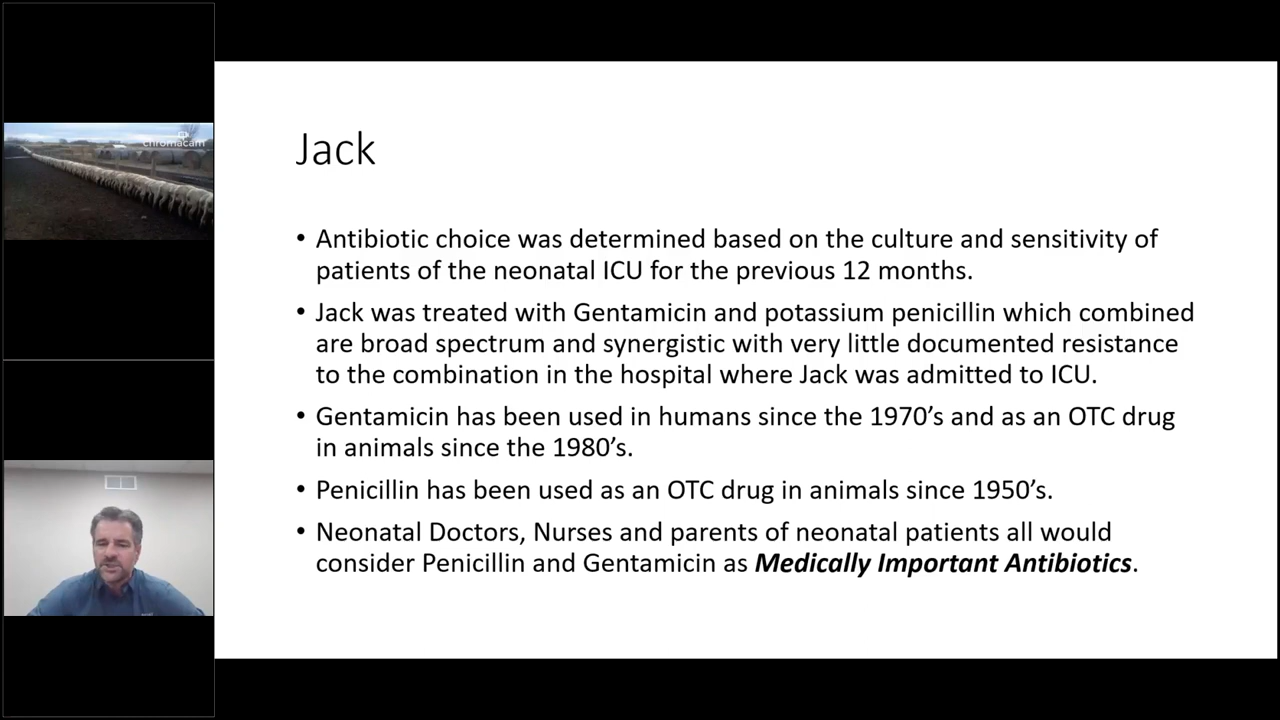 chromacam
Jack
• Antibiotic choice was determined based on the culture and sensitivity of
patients of the neonatal ICU for the previous 12 months.
• Jack was treated with Gentamicin and potassium penicillin which combined
are broad spectrum and synergistic with very little documented resistance
to the combination in the hospital where Jack was admitted to ICU.
• Gentamicin has been used in humans since the 1970’s and as an OTC drug
in animals since the 1980’s.
• Penicillin has been used as an OTC drug in animals since 1950’s.
• Neonatal Doctors, Nurses and parents of neonatal patients all would
consider Penicillin and Gentamicin as Medically Important Antibiotics.